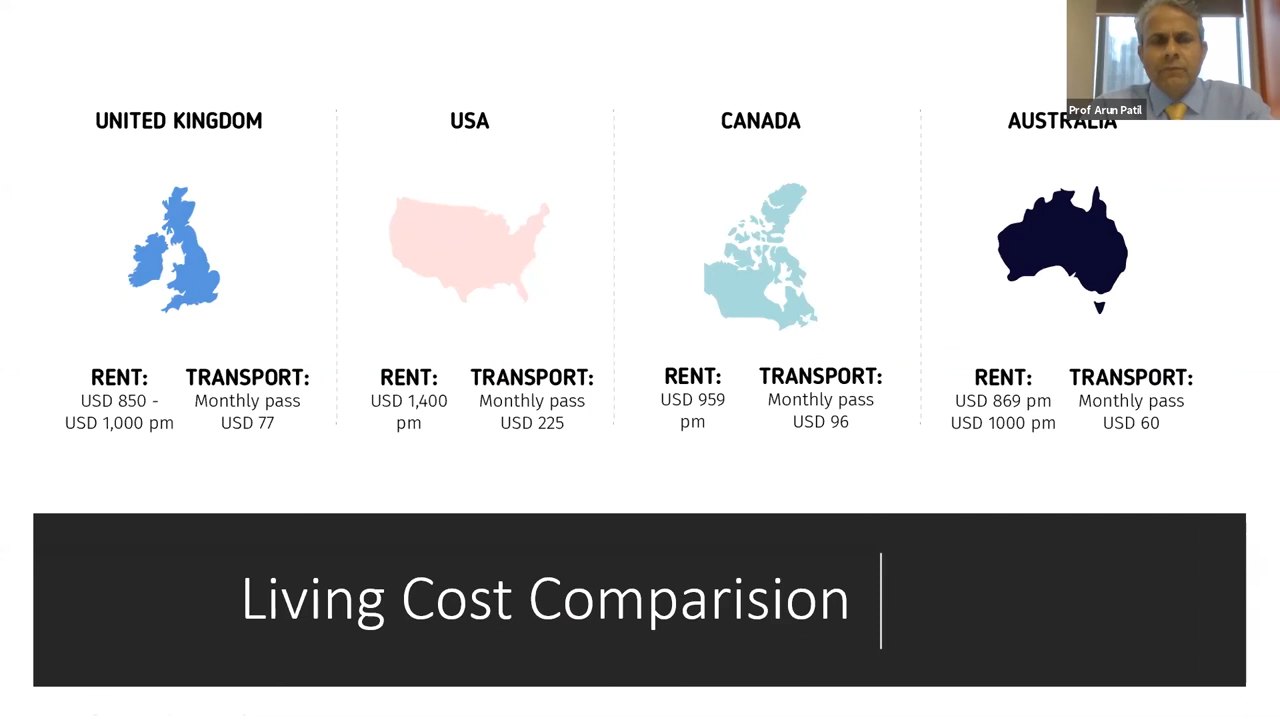 Prof Arun Patil
UNITED KINGDOM
USA
CANADA
AUSTRALIA
RENT:
USD 850 -
USD 1,000 pm
TRANSPORT:
Monthly pass
USD 77
RENT:
USD 1,400
pm
TRANSPORT:
Monthly pass
USD 225
RENT:
USD 959
pm
TRANSPORT:
Monthly pass
USD 96
RENT:
USD 869 pm
USD 1000 pm
TRANSPORT:
Monthly pass
USD 60
Living Cost Comparision